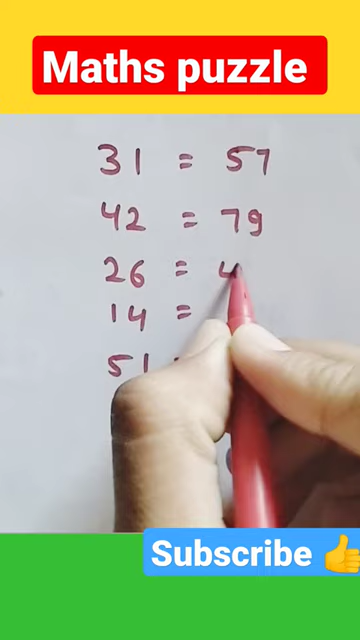 Maths puzzle
31 = 57
42 = 79
26 = 4
14 =
51
Subscribe 👍